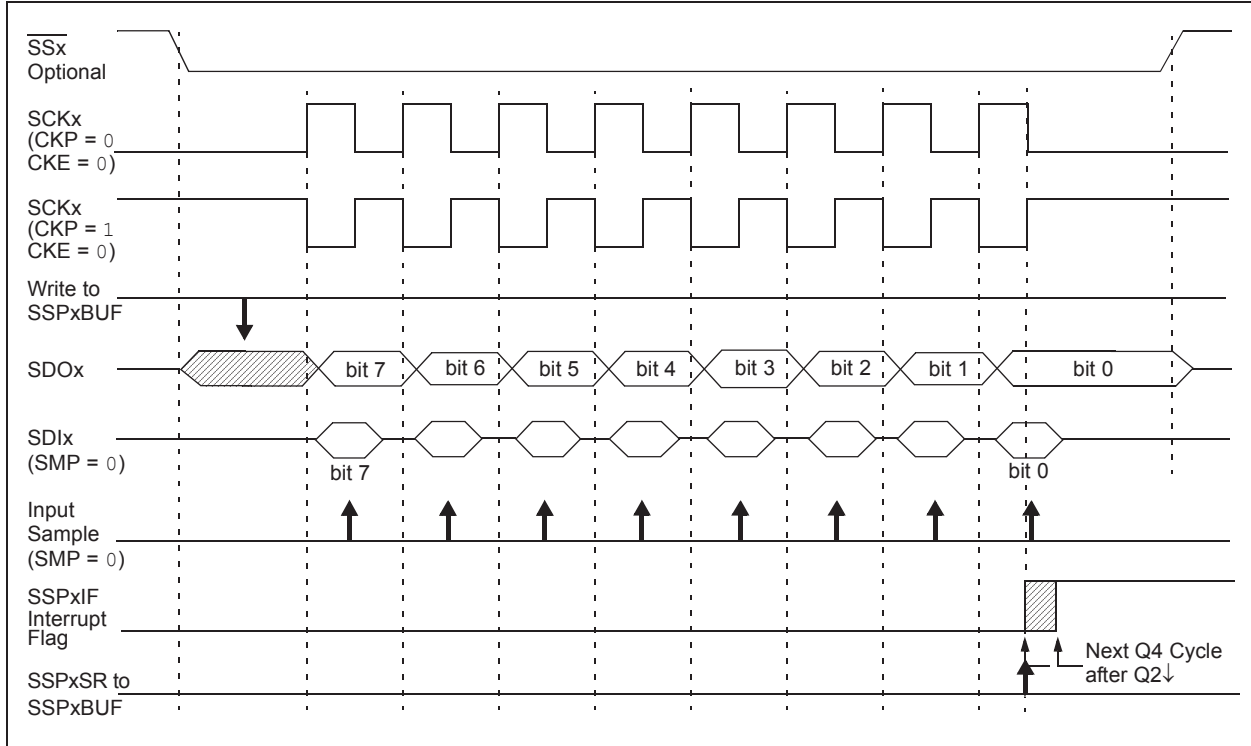 SSx
Optional
SCKx
(CKP = 0
CKE = 0)
SCKx
(CKP = 1
CKE = 0)
Write to
SSPxBUF
SDOx
bit 7
bit 6
bit 5
bit 4
bit 3
bit 2
bit 1
bit 0
SDIx
(SMP = 0)
bit 7
bit 0
Input
Sample
(SMP = 0)
SSPxIF
Interrupt
Flag
Next Q4 Cycle
after Q2↓
SSPxSR to
SSPxBUF